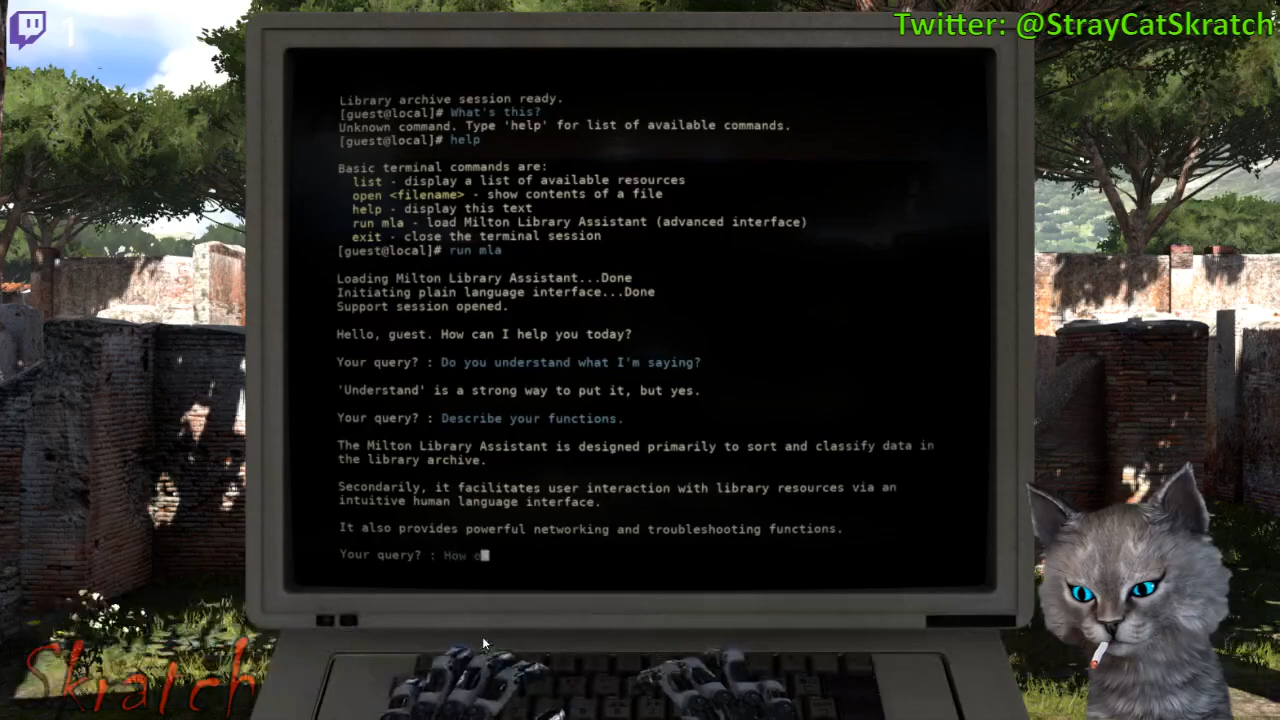 1
Twitter: @StrayCatSkratch
Library archive session ready.
[guest@local]# What's this?
Unknown command. Type 'help' for list of available commands.
[guest@local]# help
Basic terminal commands are:
list - display a list of available resources
open <filename> - show contents of a file
help - display this text
run mla - load Milton Library Assistant (advanced interface)
exit - close the terminal session
[guest@local]# run mla
Loading Milton Library Assistant...Done
Initiating plain language interface...Done
Support session opened.
Hello, guest. How can I help you today?
Your query? : Do you understand what I'm saying?
'Understand' is a strong way to put it, but yes.
Your query? : Describe your functions.
The Milton Library Assistant is designed primarily to sort and classify data in
the library archive.
Secondarily, it facilitates user interaction with library resources via an
intuitive human language interface.
It also provides powerful networking and troubleshooting functions.
Your query? : How
Skratch